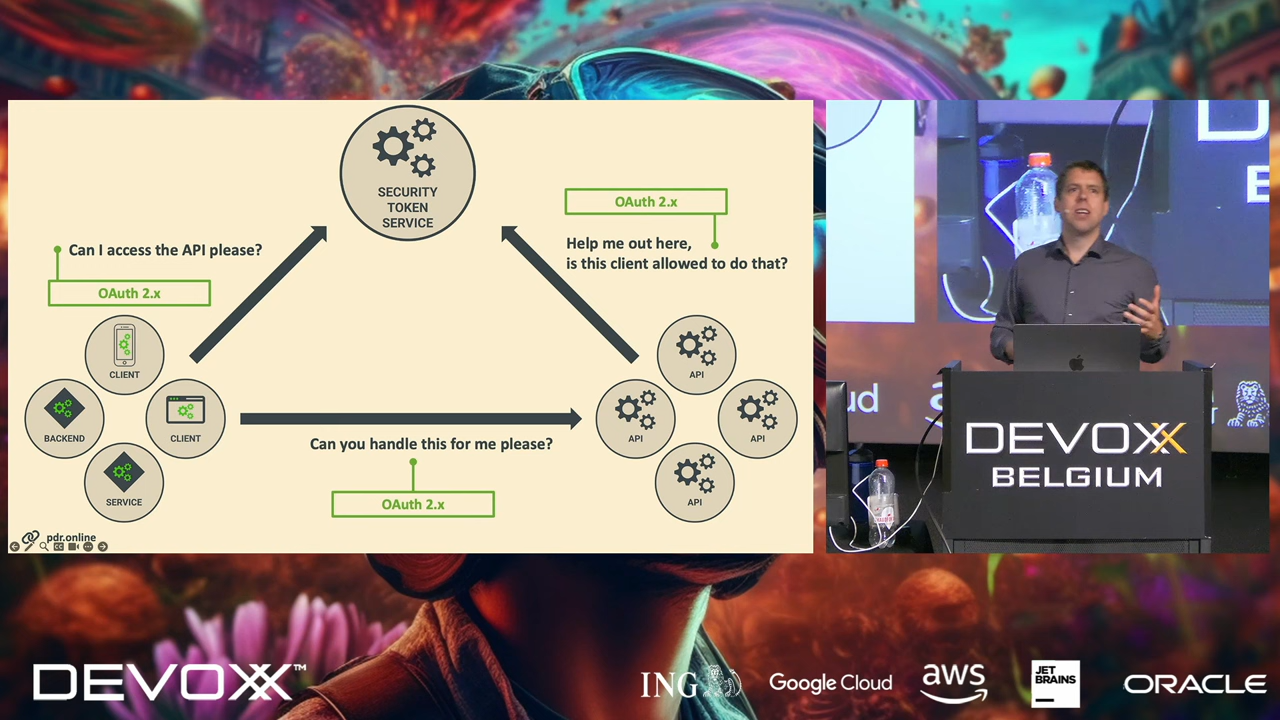 SECURITY
TOKEN
SERVICE
OAuth 2.x
Help me out here,
is this client allowed to do that?
Can I access the API please?
OAuth 2.x
CLIENT
BACKEND
CLIENT
SERVICE
API
API
API
API
Can you handle this for me please?
OAuth 2.x
pdr.online
D
B
ud
DEVOXX
BELGIUM
DEVOXX™
ING
Google Cloud
aws
JET
BRAINS
ORACLE